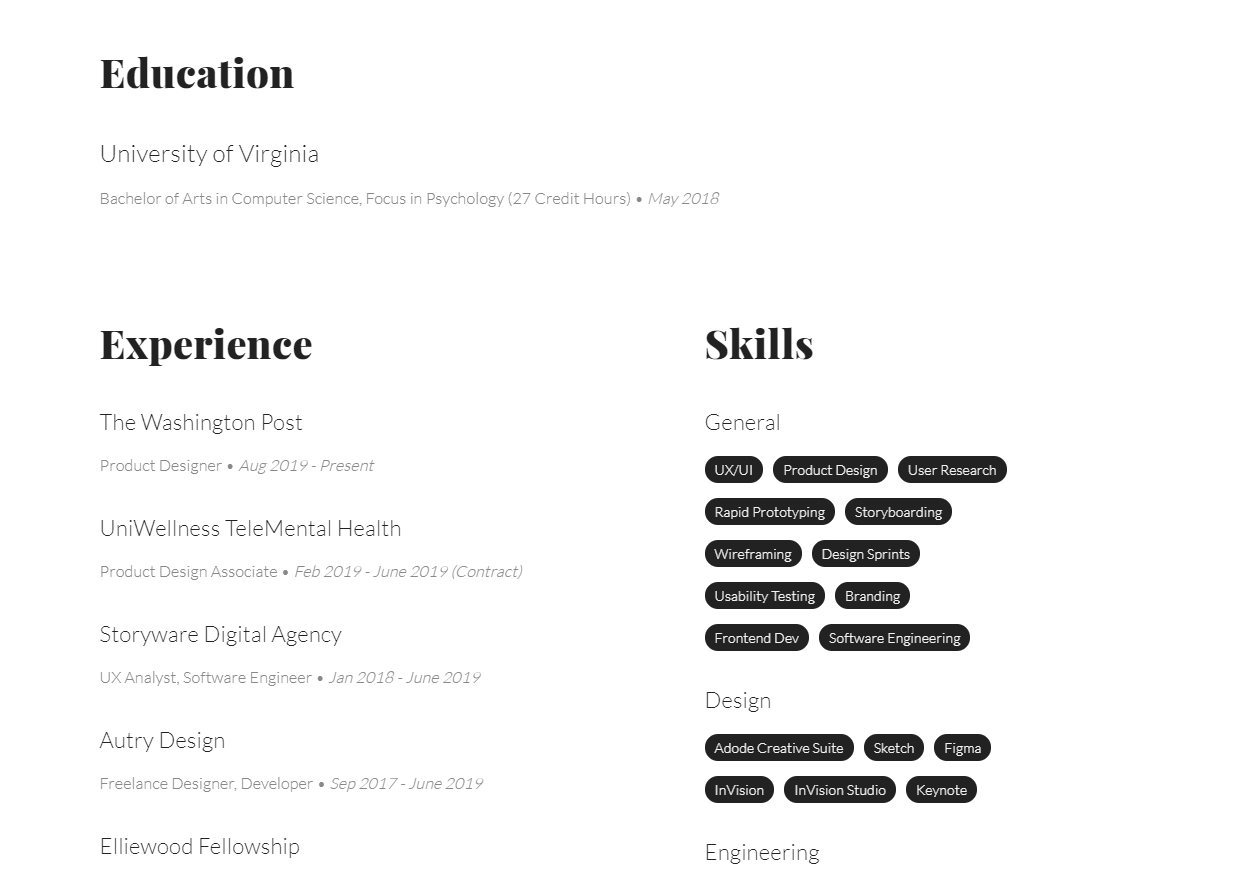 Education
University of Virginia
Bachelor of Arts in Computer Science, Focus in Psychology (27 Credit Hours) • May 2018
Experience
The Washington Post
Product Designer • Aug 2019 - Present
UniWellness TeleMental Health
Product Design Associate • Feb 2019 - June 2019 (Contract)
Storyware Digital Agency
UX Analyst, Software Engineer • Jan 2018 - June 2019
Autry Design
Freelance Designer, Developer • Sep 2017 - June 2019
Elliewood Fellowship
Skills
General
UX/UI Product Design User Research
Rapid Prototyping Storyboarding
Wireframing Design Sprints
Usability Testing Branding
Frontend Dev Software Engineering
Design
Adode Creative Suite Sketch Figma
InVision InVision Studio Keynote
Engineering